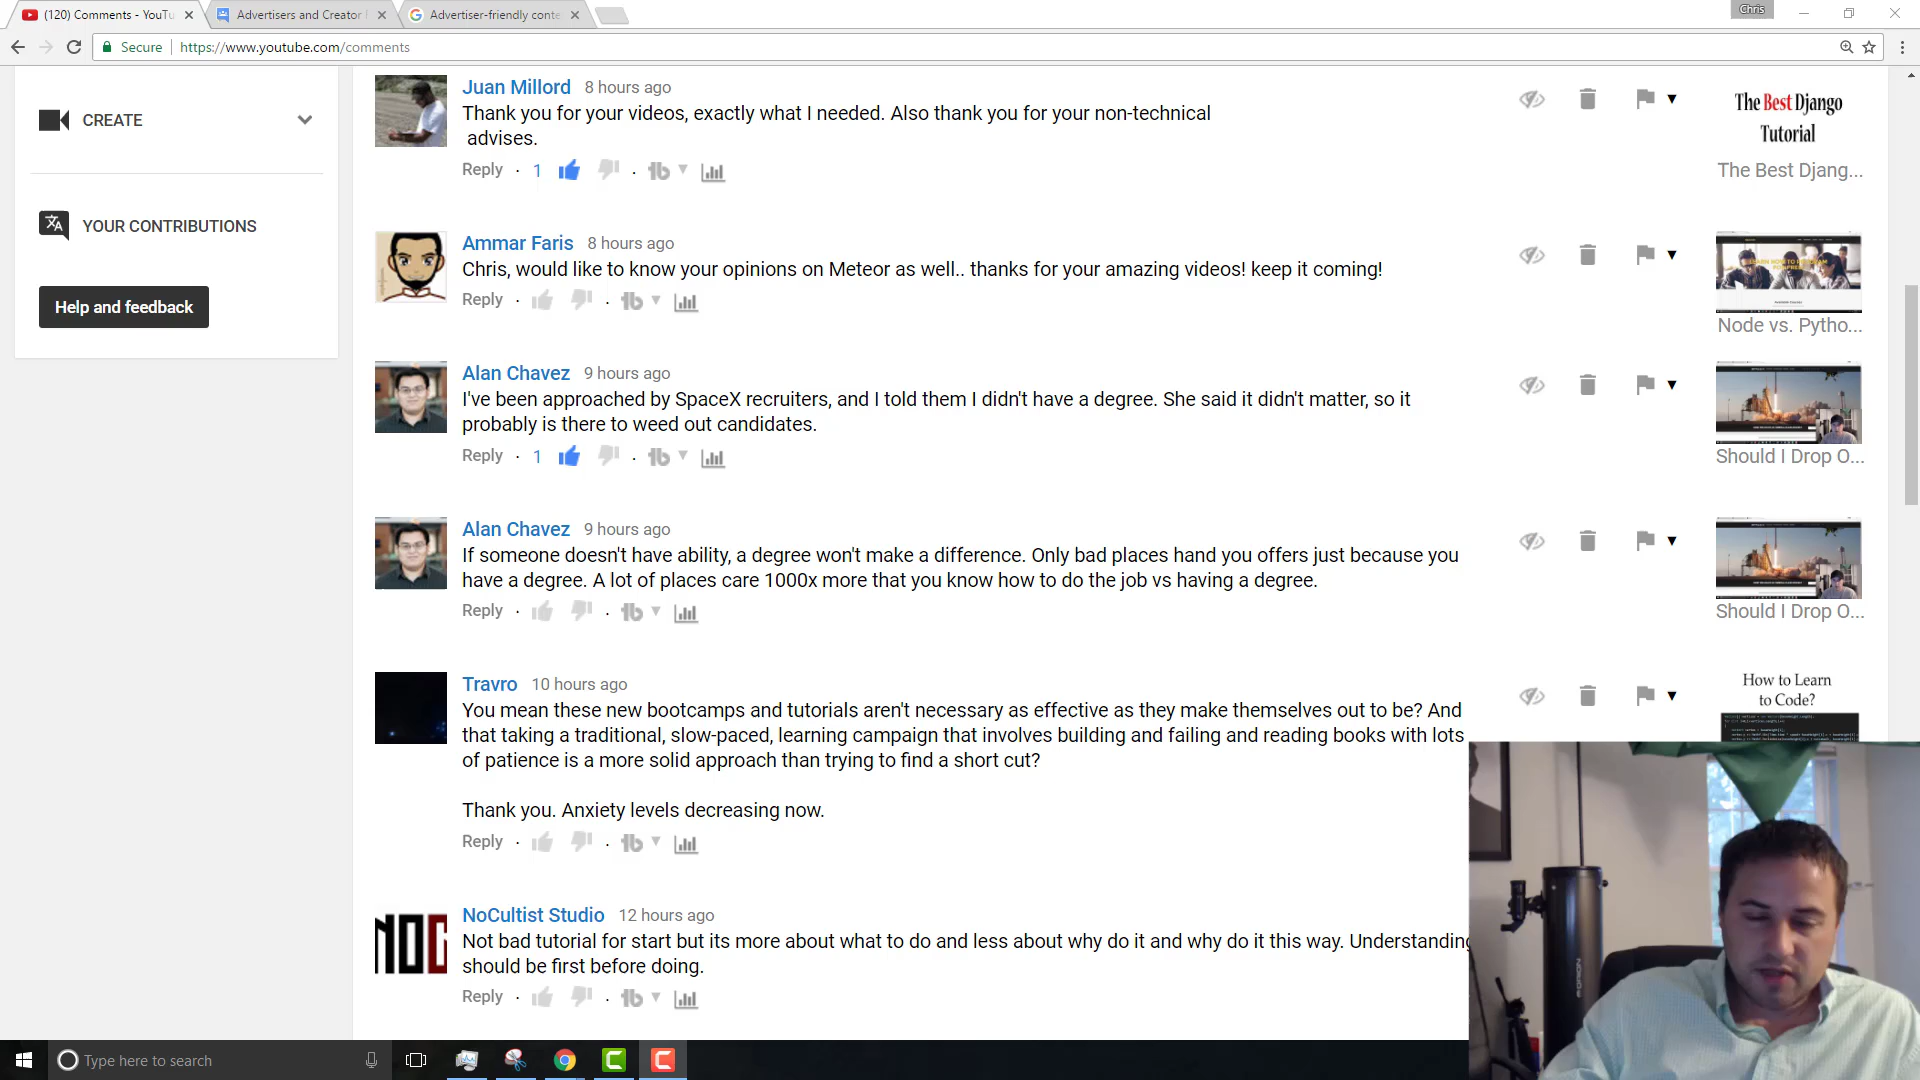 (120) Comments - YouTu
Advertisers and Creator
Advertiser-friendly conte
Chris
Secure
https://www.youtube.com/comments
CREATE
YOUR CONTRIBUTIONS
Help and feedback
Juan Millord 8 hours ago
Thank you for your videos, exactly what I needed. Also thank you for your non-technical
advises.
Reply · 1
The Best Django
Tutorial
The Best Djang...
Ammar Faris 8 hours ago
Chris, would like to know your opinions on Meteor as well.. thanks for your amazing videos! keep it coming!
Reply ·
Node vs. Pytho...
Alan Chavez 9 hours ago
I've been approached by SpaceX recruiters, and I told them I didn't have a degree. She said it didn't matter, so it
probably is there to weed out candidates.
Reply · 1
Should I Drop O...
Alan Chavez 9 hours ago
If someone doesn't have ability, a degree won't make a difference. Only bad places hand you offers just because you
have a degree. A lot of places care 1000x more that you know how to do the job vs having a degree.
Reply ·
Should I Drop O...
Travro 10 hours ago
You mean these new bootcamps and tutorials aren't necessary as effective as they make themselves out to be? And
that taking a traditional, slow-paced, learning campaign that involves building and failing and reading books with lots
of patience is a more solid approach than trying to find a short cut?
Thank you. Anxiety levels decreasing now.
Reply ·
How to Learn
to Code?
NOC
NoCultist Studio 12 hours ago
Not bad tutorial for start but its more about what to do and less about why do it and why do it this way. Understanding
should be first before doing.
Reply ·
Type here to search